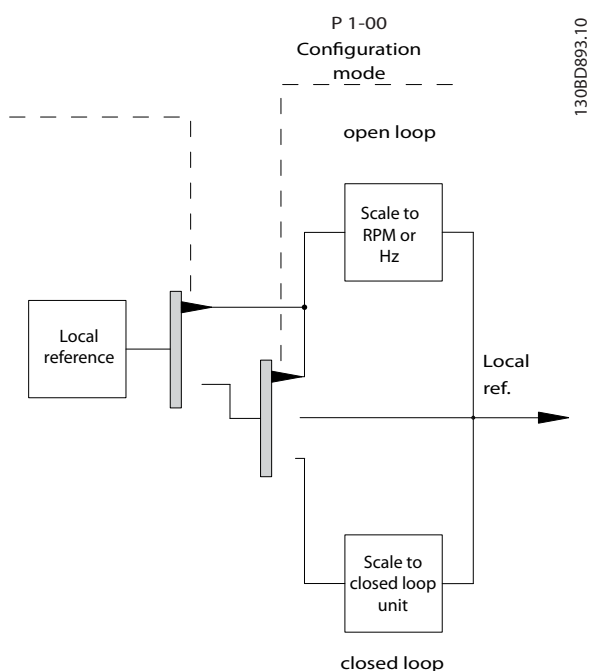 P 1-00
Configuration
mode
130BD893.10
open loop
Scale to
RPM or
Hz
Local
reference
Local
ref.
Scale to
closed loop
unit
closed loop